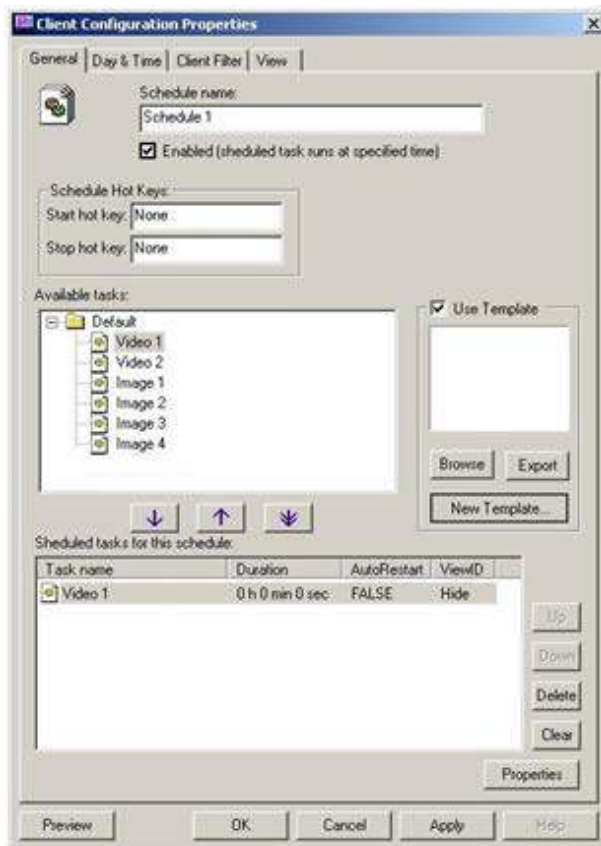 Client Configuration Properties
General Day & Time Client Filter View
Schedule name:
Schedule 1
Enabled (sheduled task runs at specified time)
Schedule Hot Keys:
Start hot key: None
Stop hot key: None
Available tasks:
Use Template
Default
Video 1
Video 2
Image 1
Image 2
Image 3
Image 4
Browse Export
New Template...
Sheduled tasks for this schedule:
Task name Duration AutoRestart ViewID
Video 1 0 h 0 min 0 sec FALSE Hide
Up
Down
Delete
Clear
Properties
Preview OK Cancel Apply Help